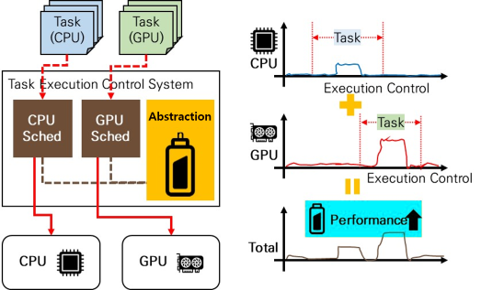 Task
(CPU)
Task
(GPU)
Task Execution Control System
CPU
Sched
GPU
Sched
Abstraction
CPU
GPU
CPU
Task
Execution Control
GPU
Task
Execution Control
Performance
Total